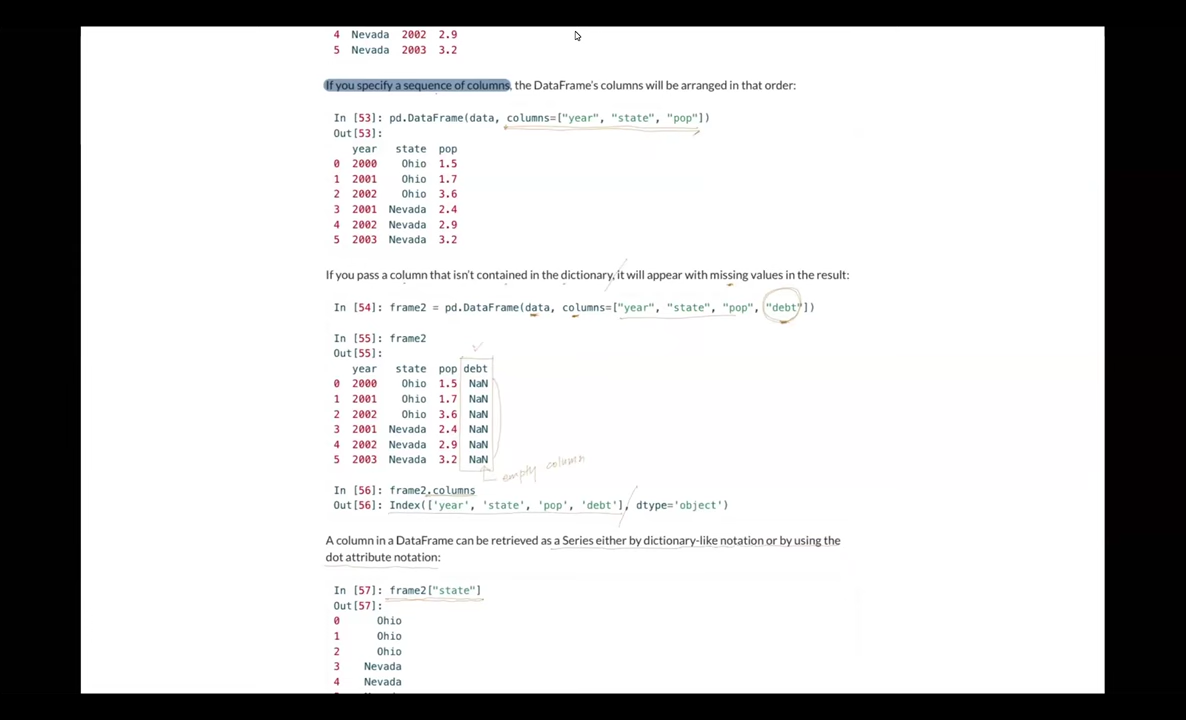 4 Nevada 2002 2.9
5 Nevada 2003 3.2
If you specify a sequence of columns, the DataFrame's columns will be arranged in that order:
In [53]: pd.DataFrame(data, columns=["year", "state", "pop"])
Out[53]:
year state pop
0 2000 Ohio 1.5
1 2001 Ohio 1.7
2 2002 Ohio 3.6
3 2001 Nevada 2.4
4 2002 Nevada 2.9
5 2003 Nevada 3.2
If you pass a column that isn't contained in the dictionary, it will appear with missing values in the result:
In [54]: frame2 = pd.DataFrame(data, columns=["year", "state", "pop", "debt"])
In [55]: frame2
Out[55]:
year state pop debt
0 2000 Ohio 1.5 NaN
1 2001 Ohio 1.7 NaN
2 2002 Ohio 3.6 NaN
3 2001 Nevada 2.4 NaN
4 2002 Nevada 2.9 NaN
5 2003 Nevada 3.2 NaN
empty column
In [56]: frame2.columns
Out[56]: Index(['year', 'state', 'pop', 'debt'], dtype='object')
A column in a DataFrame can be retrieved as a Series either by dictionary-like notation or by using the
dot attribute notation:
In [57]: frame2["state"]
Out[57]:
0 Ohio
1 Ohio
2 Ohio
3 Nevada
4 Nevada